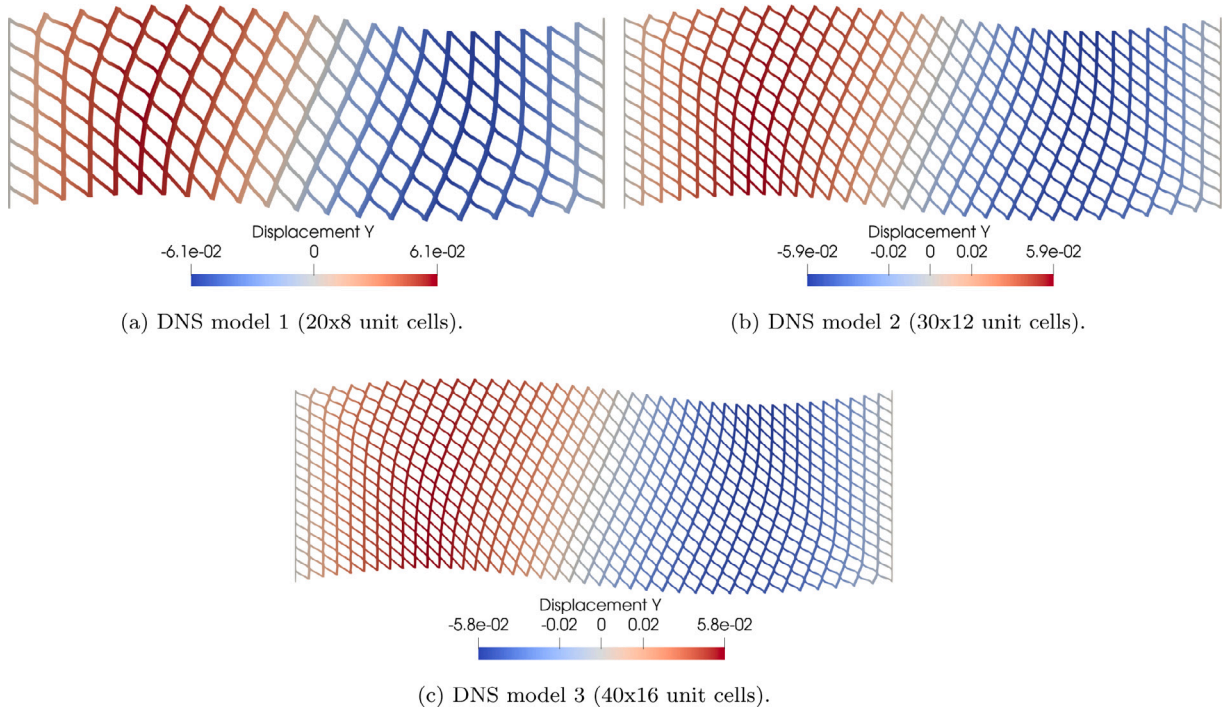 Displacement Y
-6.1e-02 0 6.1e-02
(a) DNS model 1 (20x8 unit cells).
Displacement Y
-5.9e-02 -0.02 0 0.02 5.9e-02
(b) DNS model 2 (30x12 unit cells).
Displacement Y
-5.8e-02 -0.02 0 0.02 5.8e-02
(c) DNS model 3 (40x16 unit cells).